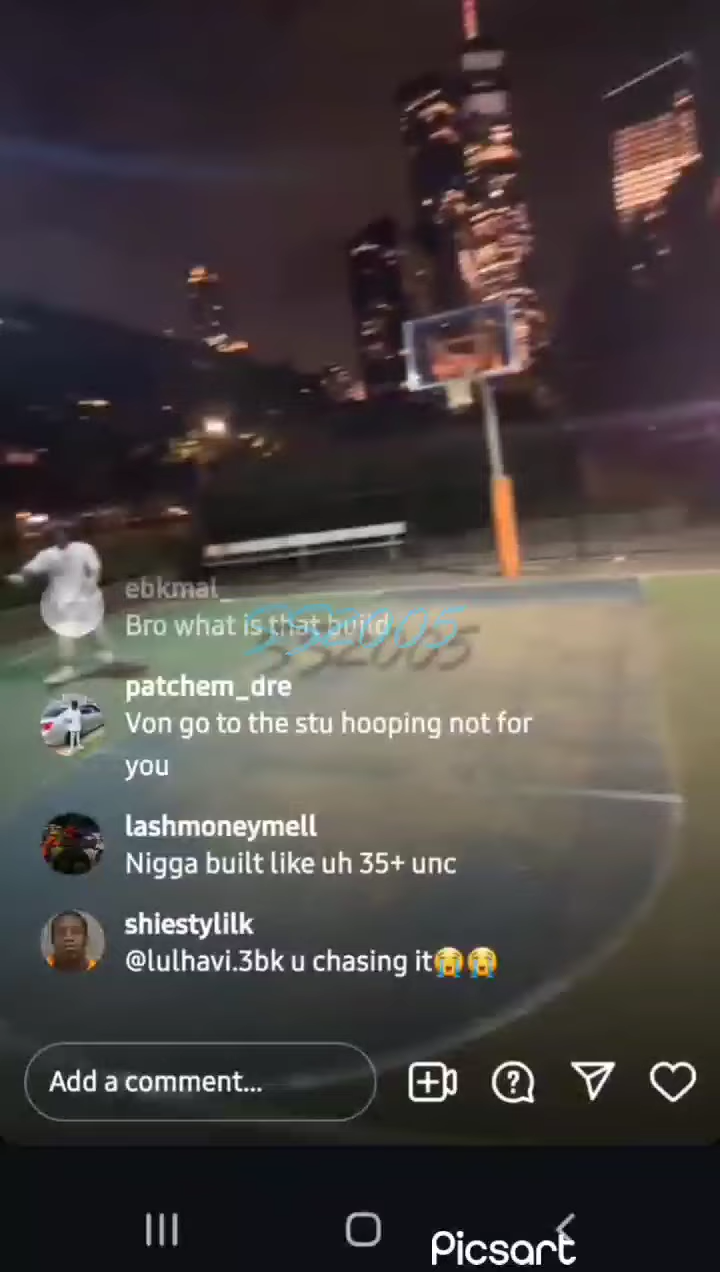 ebkmal_
Bro what is that build
SS2005
patchem_dre
Von go to the stu hooping not for
you
lashmoneymell
Nigga built like uh 35+ unc
shiestylilk
@lulhavi.3bk u chasing it😭😭
Add a comment...
Picsart